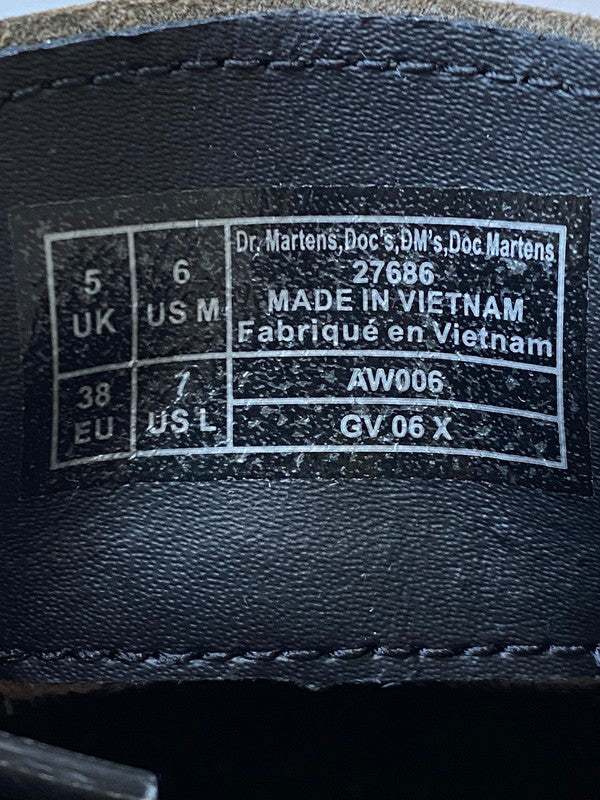 5
UK
6
US M
Dr. Martens,Doc's,DM's,Doc Martens
27686
MADE IN VIETNAM
Fabriqué en Vietnam
38
EU
7
US L
AW006
GV 06 X